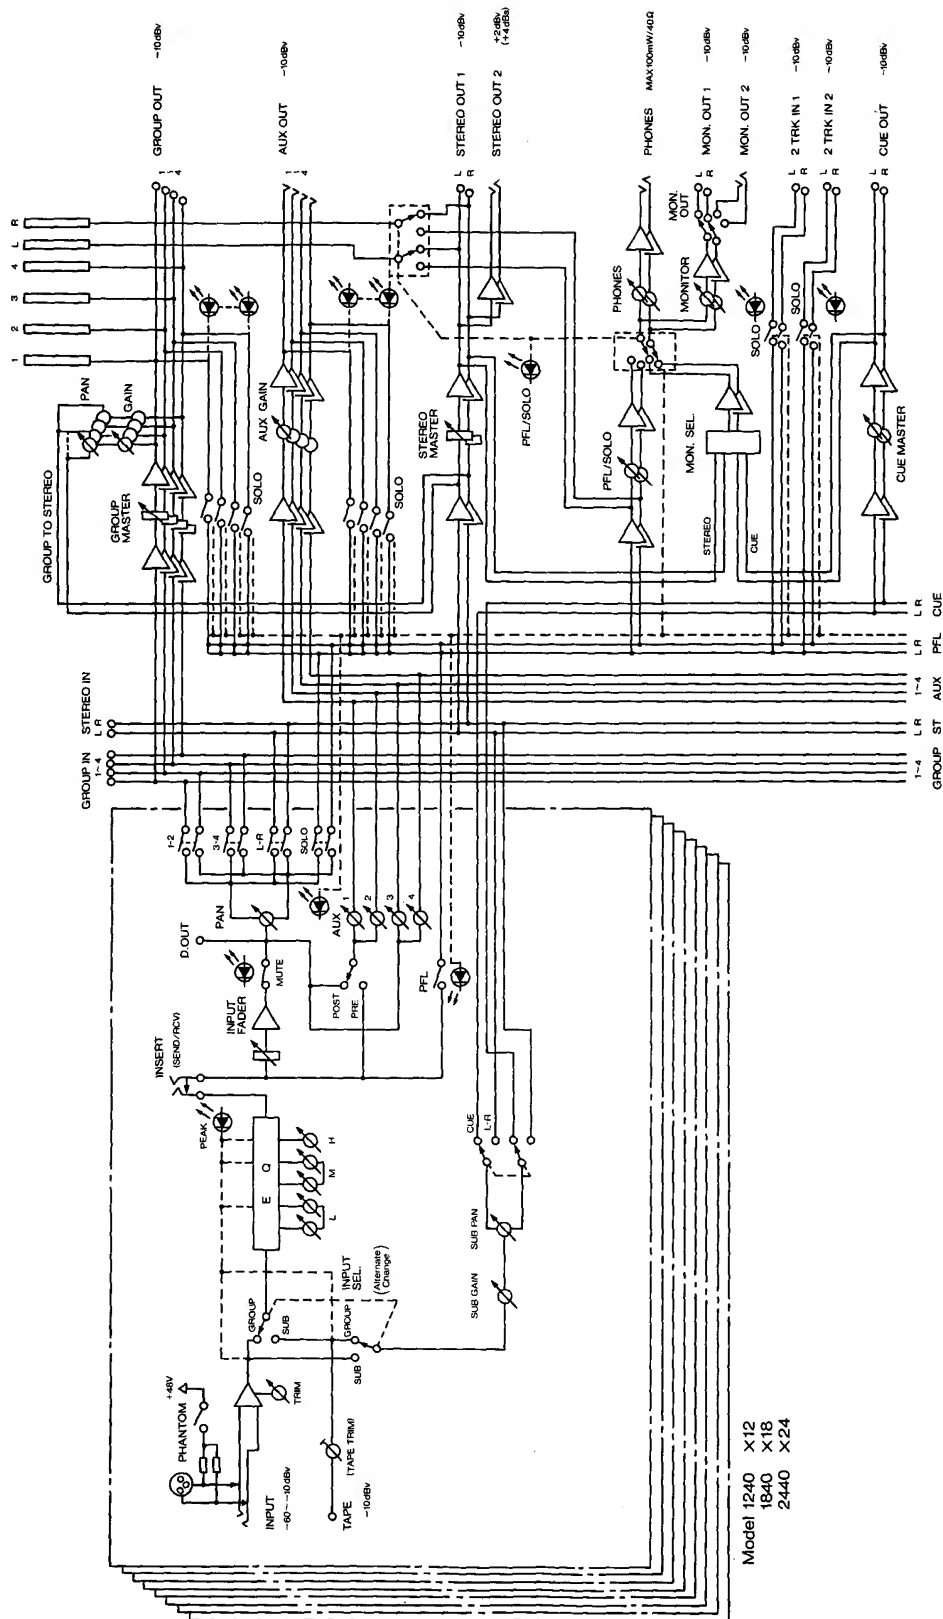 INPUT
-60~-10dBv
PHANTOM
+48V
TRIM
TAPE
-10dBv
(TAPE TRIM)
GROUP
SUB
INPUT
SEL.
(Alternate
Change)
GROUP
SUB
E Q
L
M
H
PEAK
INSERT
(SEND/RCV)
INPUT
FADER
MUTE
D.OUT
PAN
1-2
3-4
L-R
SOLO
POST
PRE
AUX
1
2
3
4
PFL
SUB GAIN
SUB PAN
CUE
L-R
Model 1240 X12
1840 X18
2440 X24
GROUP IN
1~4
STEREO IN
L R
1~4
GROUP
L R
ST
1~4
AUX
L R
PFL
L R
CUE
GROUP TO STEREO
PAN
GAIN
GROUP
MASTER
SOLO
AUX GAIN
SOLO
STEREO
MASTER
PFL/SOLO
PFL/SOLO
STEREO
CUE
MON. SEL.
PHONES
MONITOR
MON.
OUT
SOLO
SOLO
CUE MASTER
1
2
3
4
L
R
GROUP OUT -10dBv
1
4
AUX OUT -10dBv
1
4
STEREO OUT 1 -10dBv
L
R
STEREO OUT 2 +2dBv
(+4dBs)
PHONES MAX100mW/40Ω
MON. OUT 1 -10dBv
L
R
MON. OUT 2 -10dBv
2 TRK IN 1 -10dBv
L
R
2 TRK IN 2 -10dBv
L
R
CUE OUT -10dBv
L
R